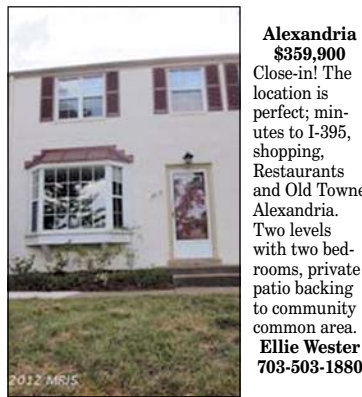 Alexandria
$359,900
Close-in! The
location is
perfect; min-
utes to I-395,
shopping,
Restaurants
and Old Towne
Alexandria.
Two levels
with two bed-
rooms, private
patio backing
to community
common area.
Ellie Wester
703-503-1880
2012 MRIS